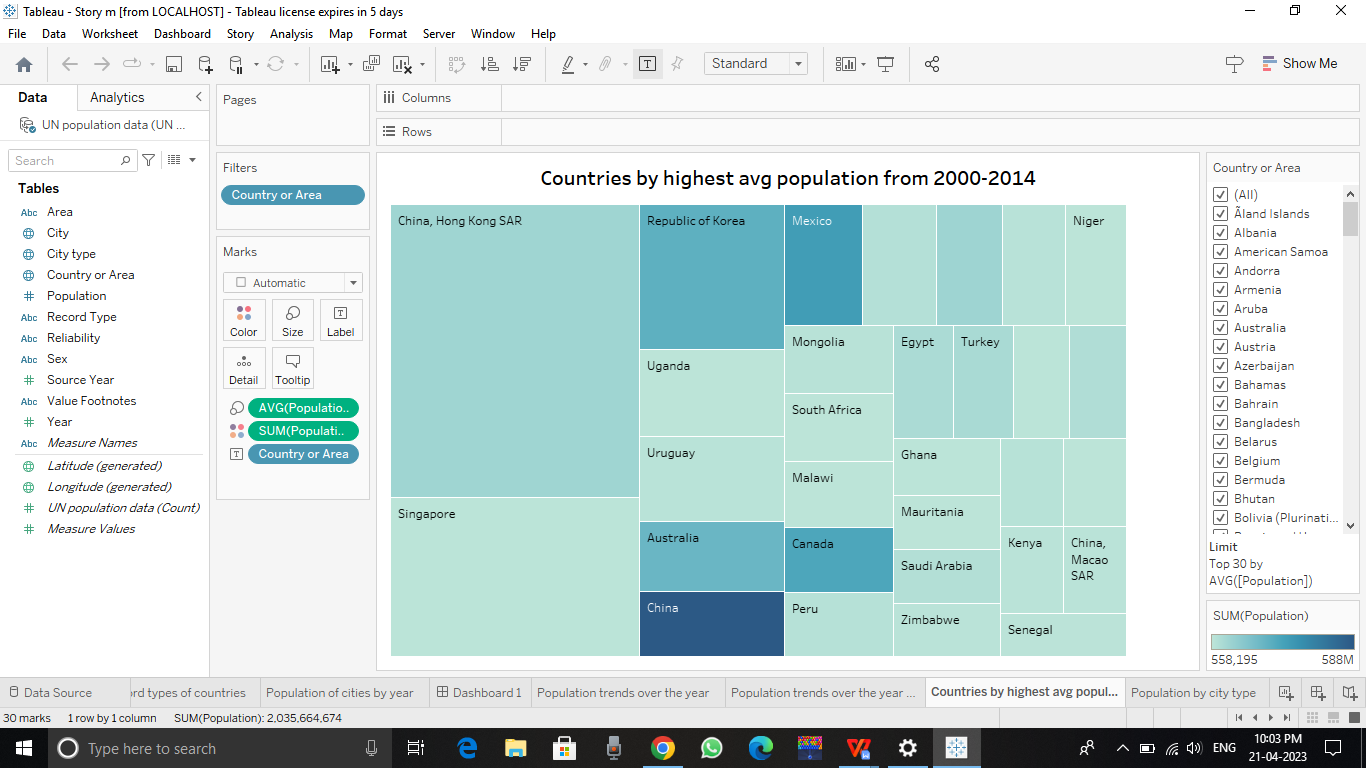 Tableau - Story m [from LOCALHOST] - Tableau license expires in 5 days
File Data Worksheet Dashboard Story Analysis Map Format Server Window Help
Standard
Show Me
Data Analytics
UN population data (UN ...
Search
Tables
Abc Area
City
City type
Country or Area
Population
Abc Record Type
Abc Reliability
Abc Sex
Source Year
Abc Value Footnotes
Year
Abc Measure Names
Latitude (generated)
Longitude (generated)
UN population data (Count)
Measure Values
Pages
Filters
Country or Area
Marks
Automatic
Color Size Label
Detail Tooltip
AVG(Populatio..
SUM(Populati..
Country or Area
Columns
Rows
Countries by highest avg population from 2000-2014
China, Hong Kong SAR
Singapore
Republic of Korea
Uganda
Uruguay
Australia
China
Mexico
Niger
Mongolia
South Africa
Malawi
Canada
Peru
Egypt
Turkey
Ghana
Mauritania
Saudi Arabia
Zimbabwe
Kenya
China,
Macao
SAR
Senegal
Country or Area
(All)
Ãland Islands
Albania
American Samoa
Andorra
Armenia
Aruba
Australia
Austria
Azerbaijan
Bahamas
Bahrain
Bangladesh
Belarus
Belgium
Bermuda
Bhutan
Bolivia (Plurinati...
Limit
Top 30 by
AVG([Population])
SUM(Population)
558,195 588M
Data Source rd types of countries Population of cities by year Dashboard 1 Population trends over the year Population trends over the year ... Countries by highest avg popul... Population by city type
30 marks 1 row by 1 column SUM(Population): 2,035,664,674
Type here to search
ENG
10:03 PM
21-04-2023